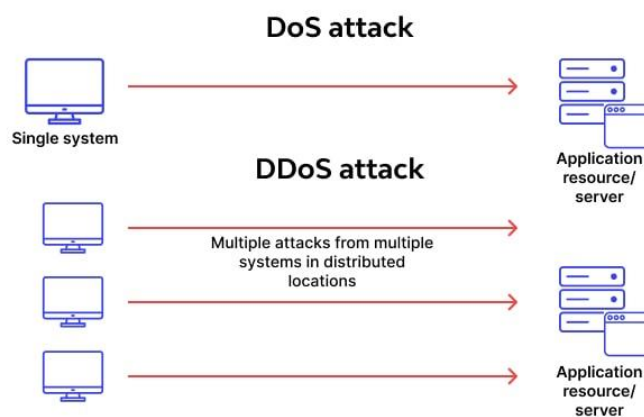 DoS attack
Single system
Application
resource/
server
DDoS attack
Multiple attacks from multiple
systems in distributed
locations
Application
resource/
server